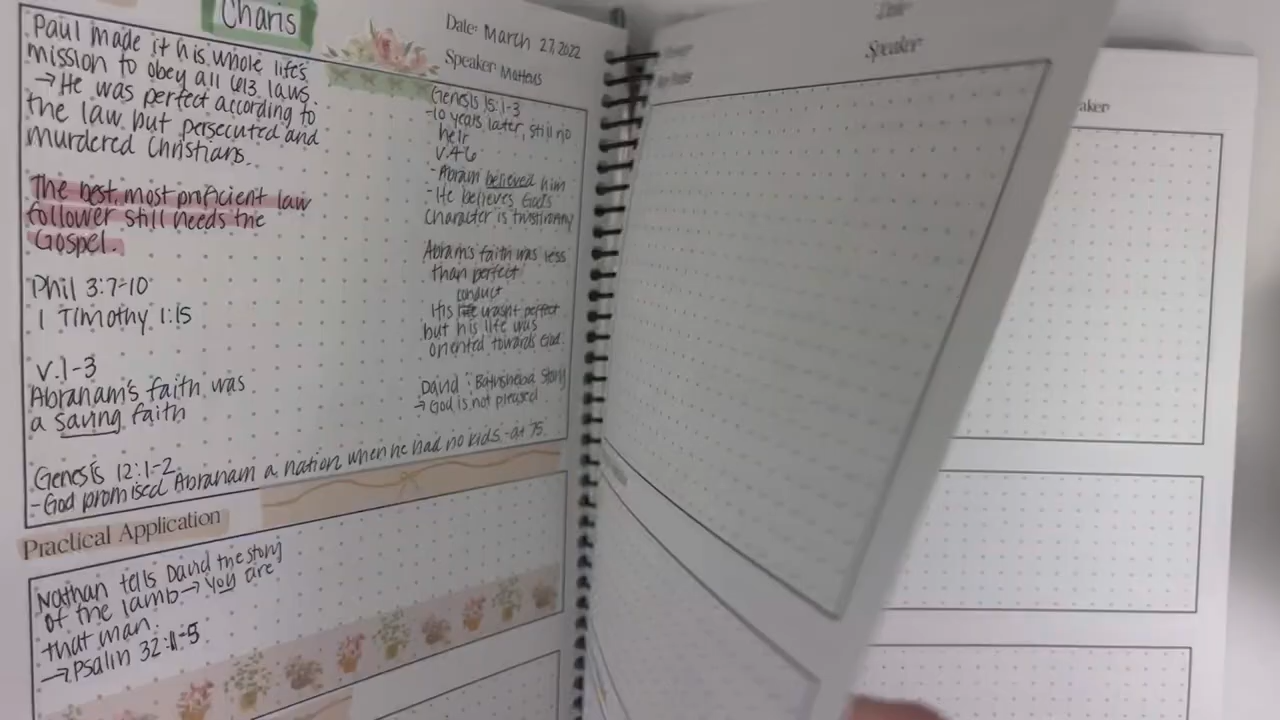 Charis
Date: March 27, 2022
Speaker: Matteus
Paul made it his whole life's
mission to obey all 613 laws.
→ He was perfect according to
the law but persecuted and
murdered Christians.
The best, most proficient law
follower still needs the
Gospel.
Phil 3:7-10
1 Timothy 1:15
v.1-3
Abraham's faith was
a saving faith
Genesis 12:1-2
- God promised Abraham a nation when he had no kids - at 75
Genesis 15:1-3
- 10 years later, still no
heir
v.4-6
- Abram believed him
- He believes God's
character is trustworthy
Abram's faith was less
than perfect
conduct
His wasn't perfect
but his life was
oriented towards God.
David : Bathsheba Story
→ God is not pleased
Practical Application
Nathan tells David the story
of the lamb → You are
that man.
→ Psalm 32:1-5
Date
Speaker